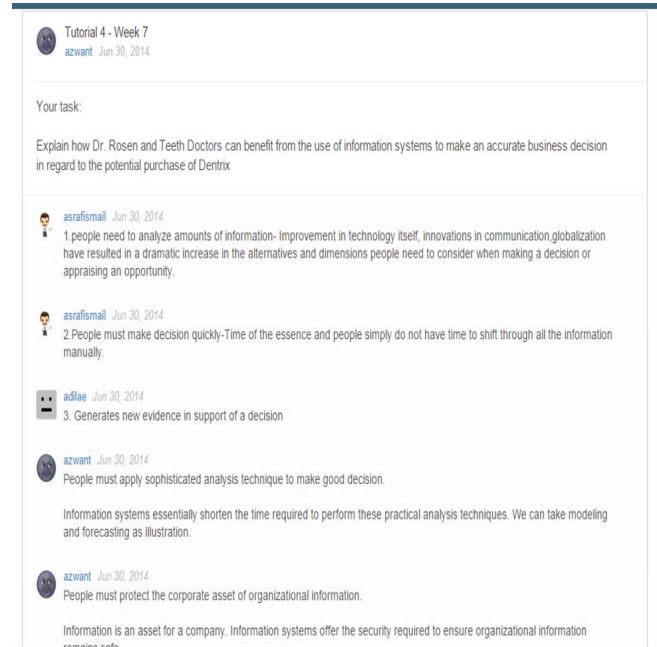 Tutorial 4 - Week 7
azwant Jun 30, 2014
Your task:
Explain how Dr. Rosen and Teeth Doctors can benefit from the use of information systems to make an accurate business decision
in regard to the potential purchase of Dentrix
asrafismail Jun 30, 2014
1.people need to analyze amounts of information- Improvement in technology itself, innovations in communication,globalization
have resulted in a dramatic increase in the alternatives and dimensions people need to consider when making a decision or
appraising an opportunity.
asrafismail Jun 30, 2014
2.People must make decision quickly-Time of the essence and people simply do not have time to shift through all the information
manually.
adilae Jun 30, 2014
3. Generates new evidence in support of a decision
azwant Jun 30, 2014
People must apply sophisticated analysis technique to make good decision.
Information systems essentially shorten the time required to perform these practical analysis techniques. We can take modeling
and forecasting as illustration.
azwant Jun 30, 2014
People must protect the corporate asset of organizational information.
Information is an asset for a company. Information systems offer the security required to ensure organizational information
remains safe